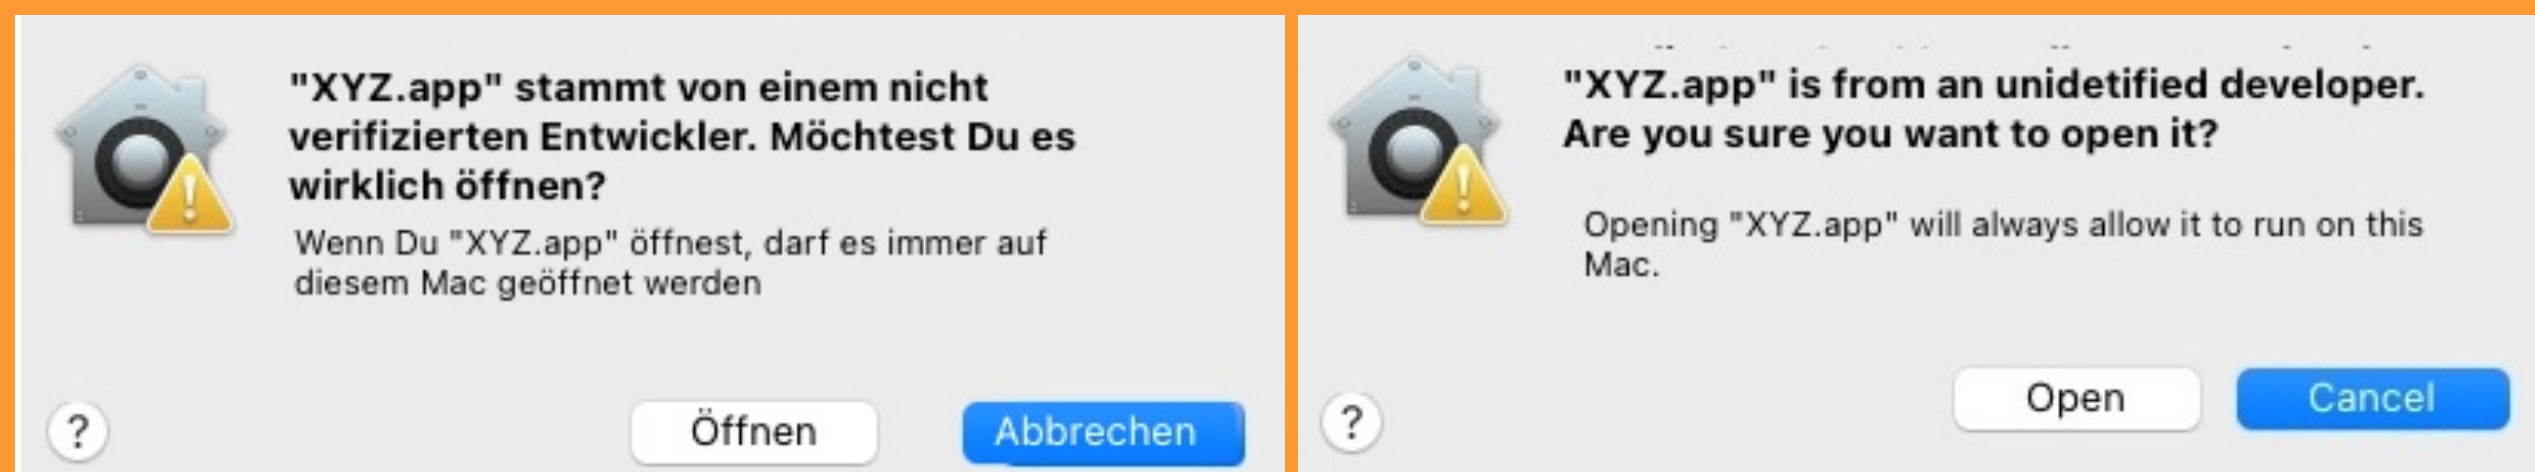 "XYZ.app" stammt von einem nicht
verifizierten Entwickler. Möchtest Du es
wirklich öffnen?
Wenn Du "XYZ.app" öffnest, darf es immer auf
diesem Mac geöffnet werden
?
Öffnen
Abbrechen
"XYZ.app" is from an unidetified developer.
Are you sure you want to open it?
Opening "XYZ.app" will always allow it to run on this
Mac.
?
Open
Cancel